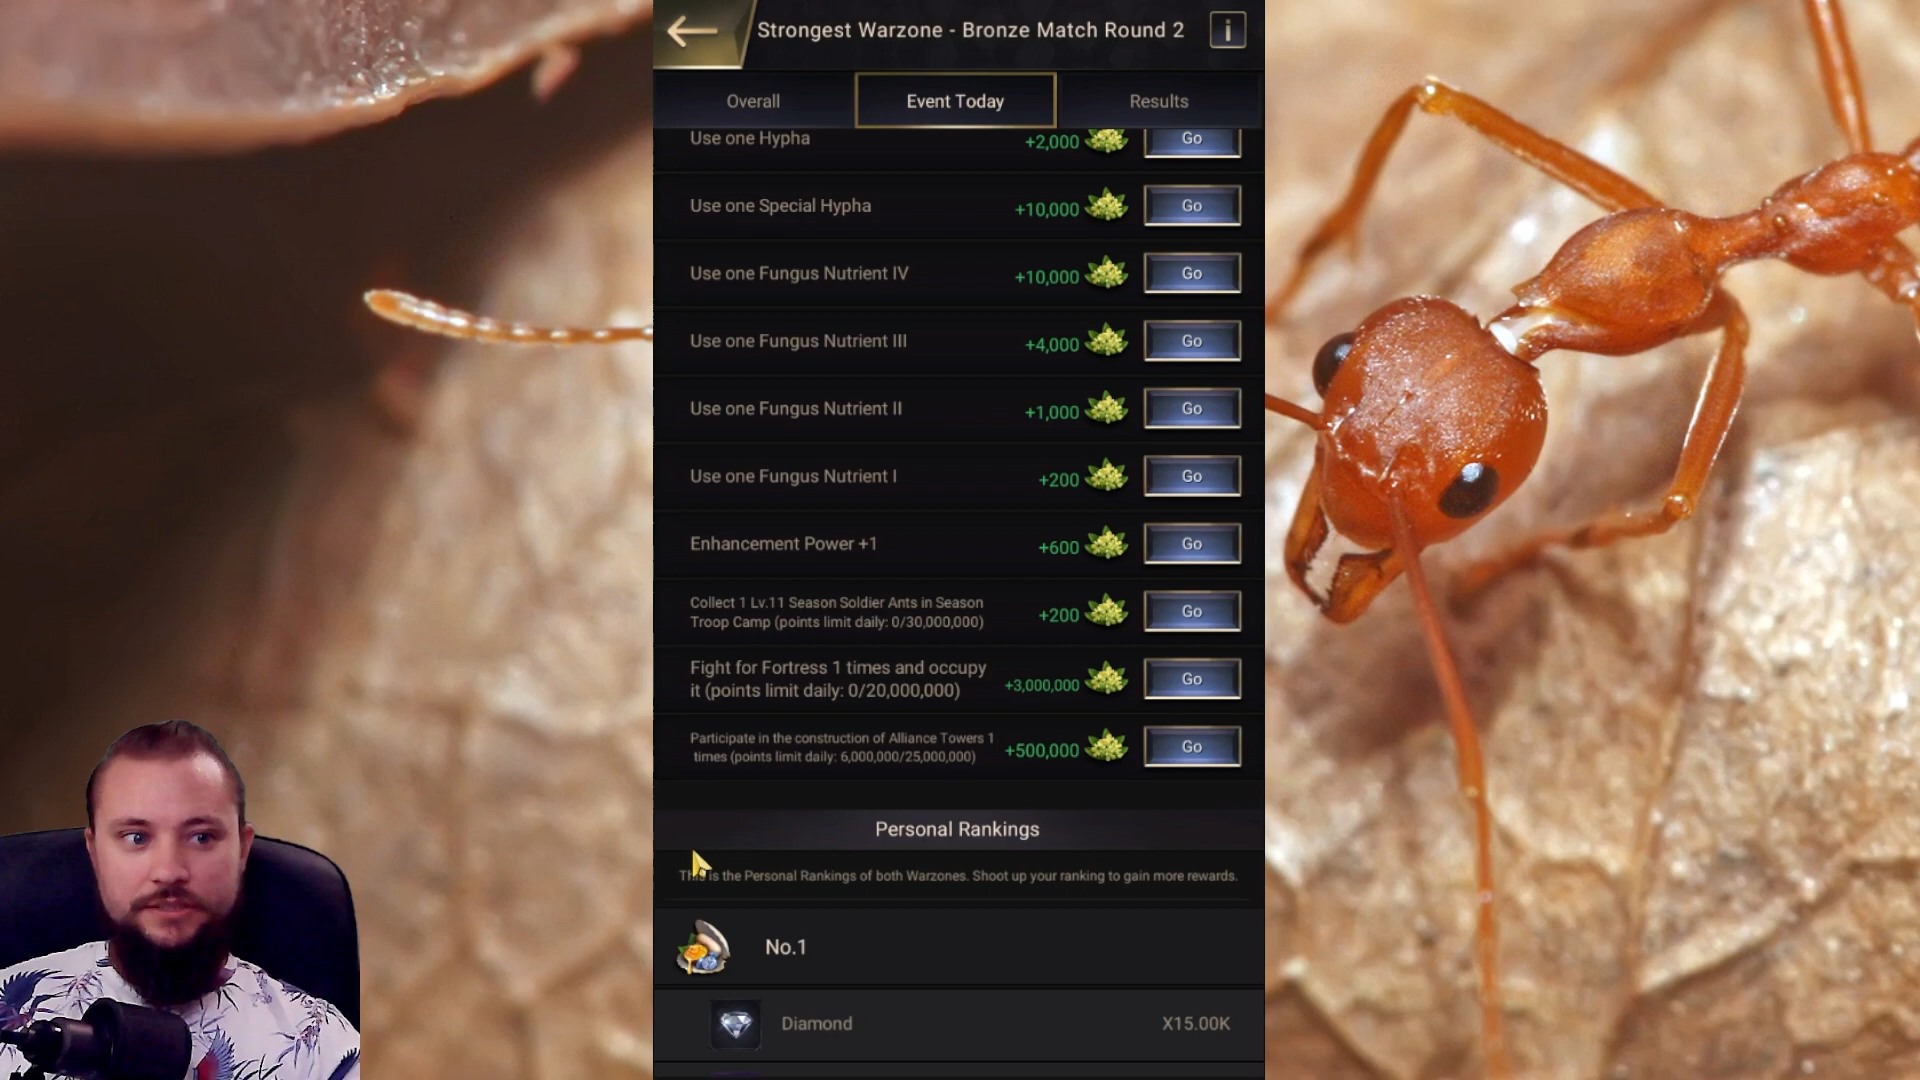 Strongest Warzone - Bronze Match Round 2
i
Overall
Event Today
Results
Use one Hypha +2,000 Go
Use one Special Hypha +10,000 Go
Use one Fungus Nutrient IV +10,000 Go
Use one Fungus Nutrient III +4,000 Go
Use one Fungus Nutrient II +1,000 Go
Use one Fungus Nutrient I +200 Go
Enhancement Power +1 +600 Go
Collect 1 Lv.11 Season Soldier Ants in Season
Troop Camp (points limit daily: 0/30,000,000) +200 Go
Fight for Fortress 1 times and occupy
it (points limit daily: 0/20,000,000) +3,000,000 Go
Participate in the construction of Alliance Towers 1
times (points limit daily: 6,000,000/25,000,000) +500,000 Go
Personal Rankings
This is the Personal Rankings of both Warzones. Shoot up your ranking to gain more rewards.
No.1
Diamond X15.00K